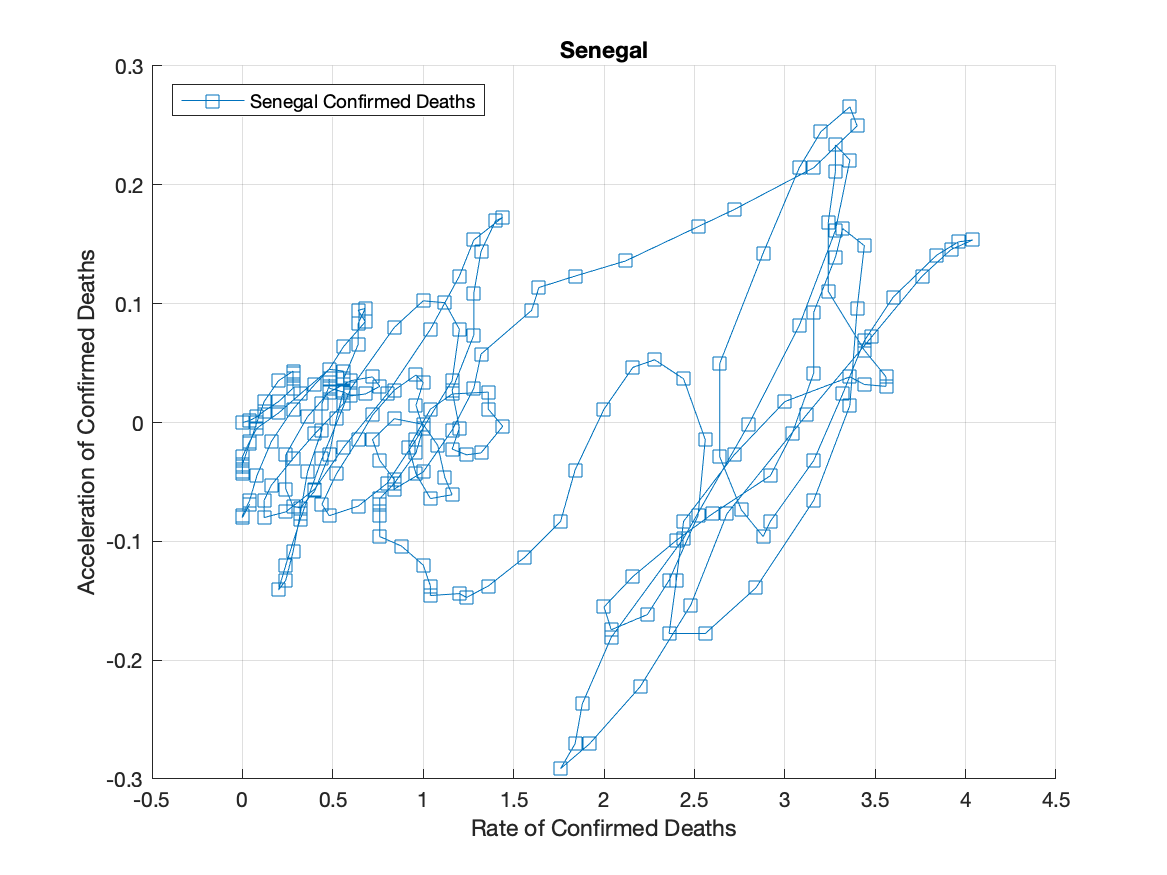 Senegal
Senegal Confirmed Deaths
0.3
0.2
0.1
0
-0.1
-0.2
-0.3
Acceleration of Confirmed Deaths
-0.5 0 0.5 1 1.5 2 2.5 3 3.5 4 4.5
Rate of Confirmed Deaths